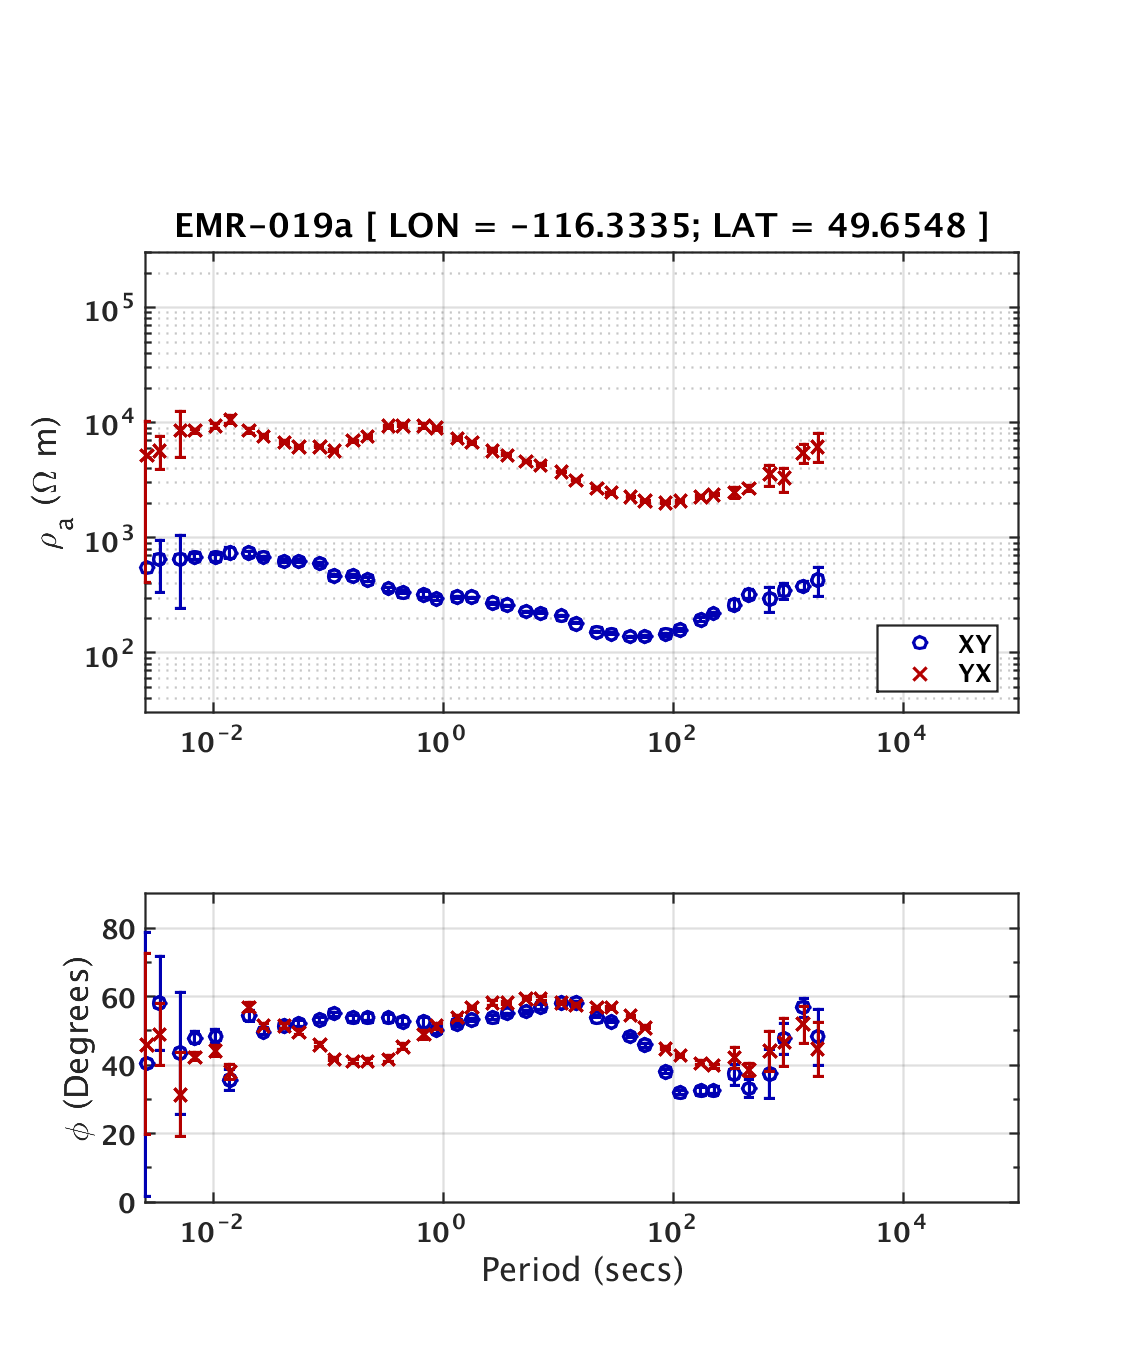 EMR-019a [ LON = -116.3335; LAT = 49.6548 ]
10^5
10^4
10^3
10^2
ρ_a (Ω m)
XY
YX
10^-2 10^0 10^2 10^4
80
60
40
20
0
ϕ (Degrees)
10^-2 10^0 10^2 10^4
Period (secs)